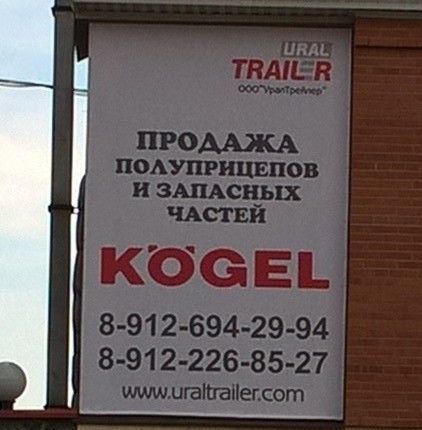 URAL
TRAILER
ООО"УралТрейлер"
ПРОДАЖА
ПОЛУПРИЦЕПОВ
И ЗАПАСНЫХ
ЧАСТЕЙ
KÖGEL
8-912-694-29-94
8-912-226-85-27
www.uraltrailer.com